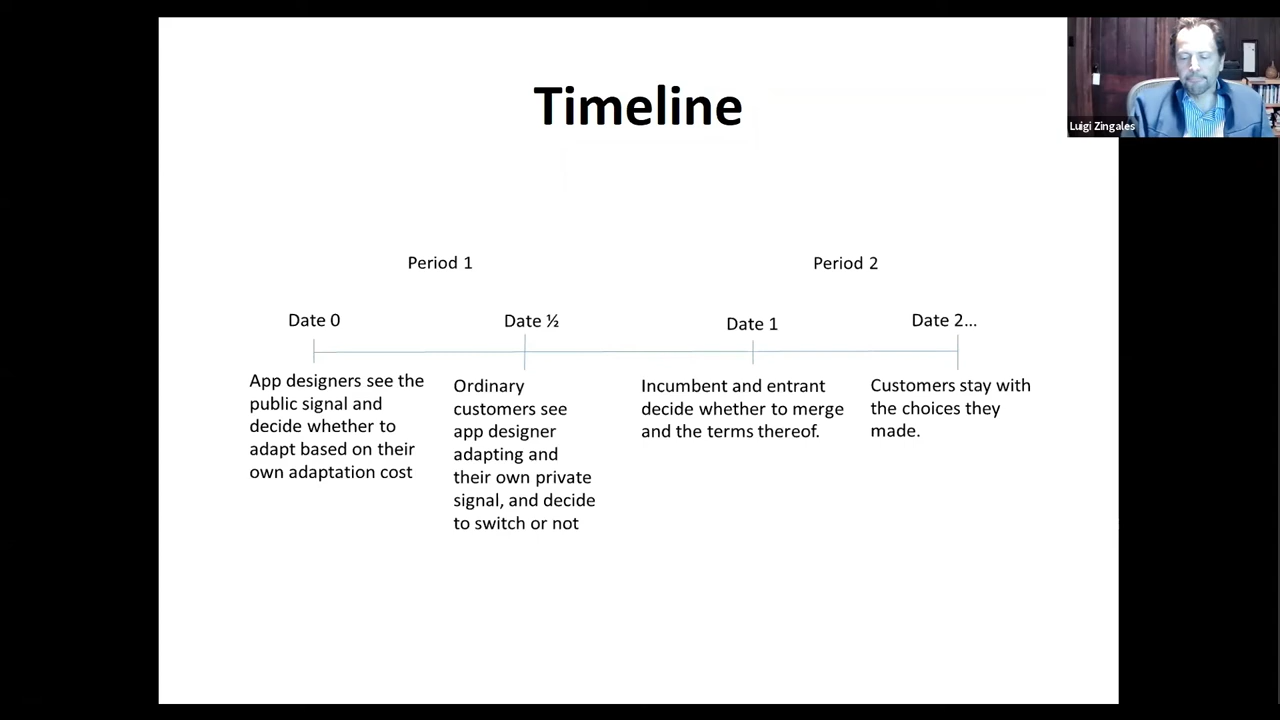 Timeline
Luigi Zingales
Period 1
Period 2
Date 0
Date ½
Date 1
Date 2...
App designers see the
public signal and
decide whether to
adapt based on their
own adaptation cost
Ordinary
customers see
app designer
adapting and
their own private
signal, and decide
to switch or not
Incumbent and entrant
decide whether to merge
and the terms thereof.
Customers stay with
the choices they
made.